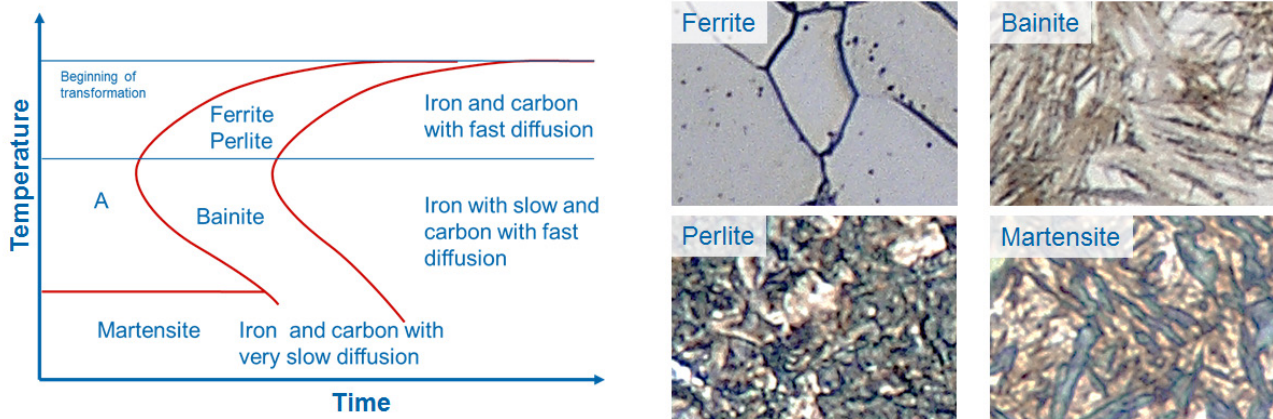 Temperature
Beginning of
transformation
Ferrite
Perlite
Iron and carbon
with fast diffusion
A
Bainite
Iron with slow and
carbon with fast
diffusion
Martensite
Iron and carbon with
very slow diffusion
Time
Ferrite
Bainite
Perlite
Martensite